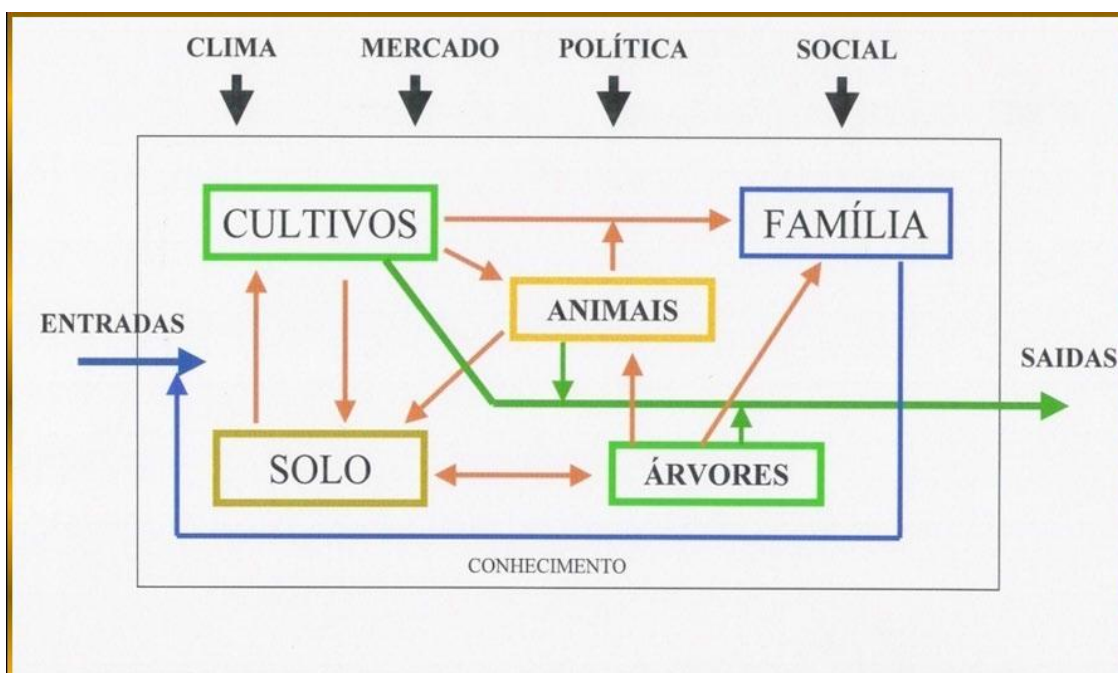 CLIMA MERCADO POLÍTICA SOCIAL
CULTIVOS FAMÍLIA
ANIMAIS
ENTRADAS
SAIDAS
SOLO ÁRVORES
CONHECIMENTO